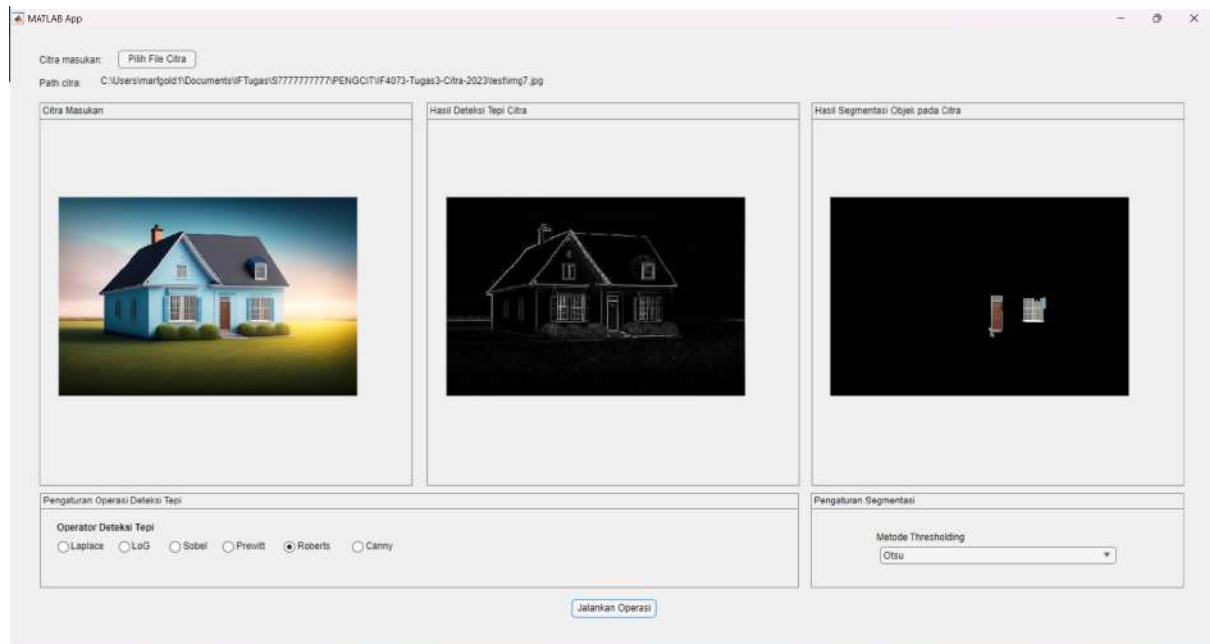 MATLAB App
Citra masukan: Pilih File Citra
Path citra: C:\Users\marfgold1\Documents\IFTugas\S7777777777\PENGCIT\IF4073-Tugas3-Citra-2023\test\img7.jpg
Citra Masukan
Hasil Deteksi Tepi Citra
Hasil Segmentasi Objek pada Citra
Pengaturan Operasi Deteksi Tepi
Operator Deteksi Tepi
Laplace LoG Sobel Prewitt Roberts Canny
Pengaturan Segmentasi
Metode Thresholding
Otsu
Jalankan Operasi